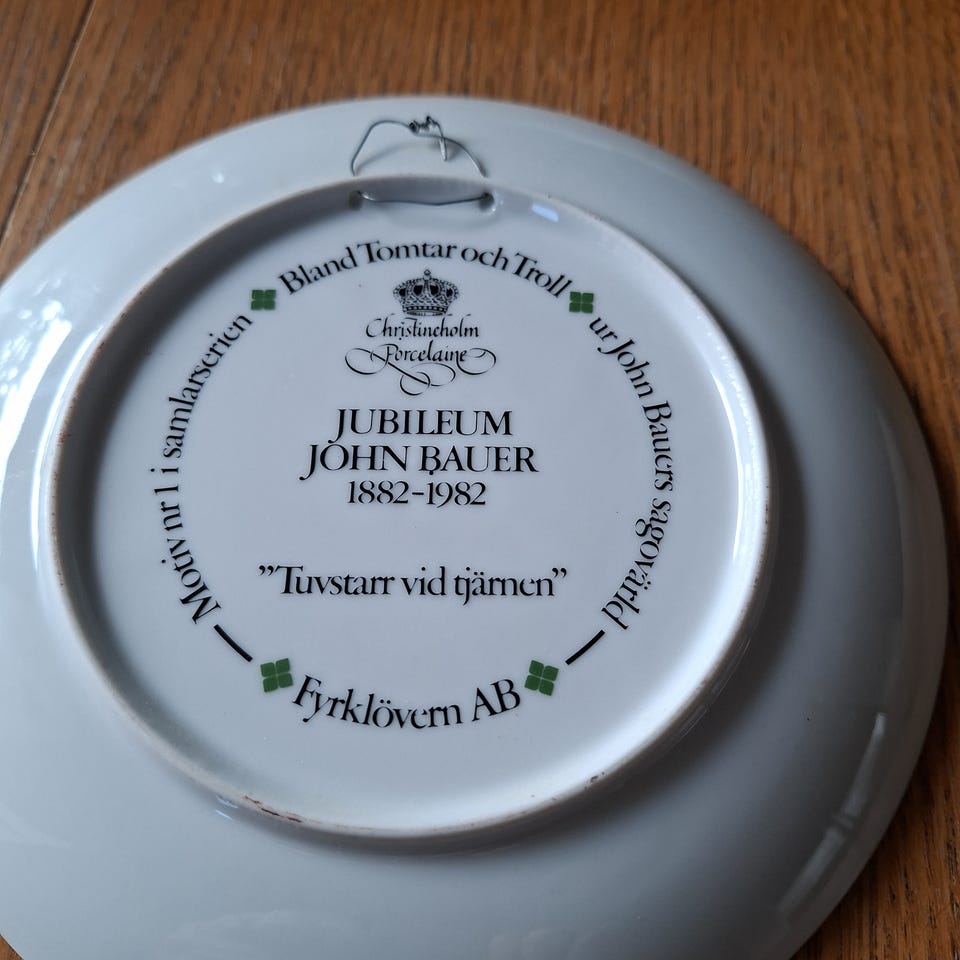 Motiv nr 1 i samlarserien
Bland Tomtar och Troll
ur John Bauers sagovärld
Christineholm
Porcelaine
JUBILEUM
JOHN BAUER
1882-1982
”Tuvstarr vid tjärnen”
Fyrklövern AB